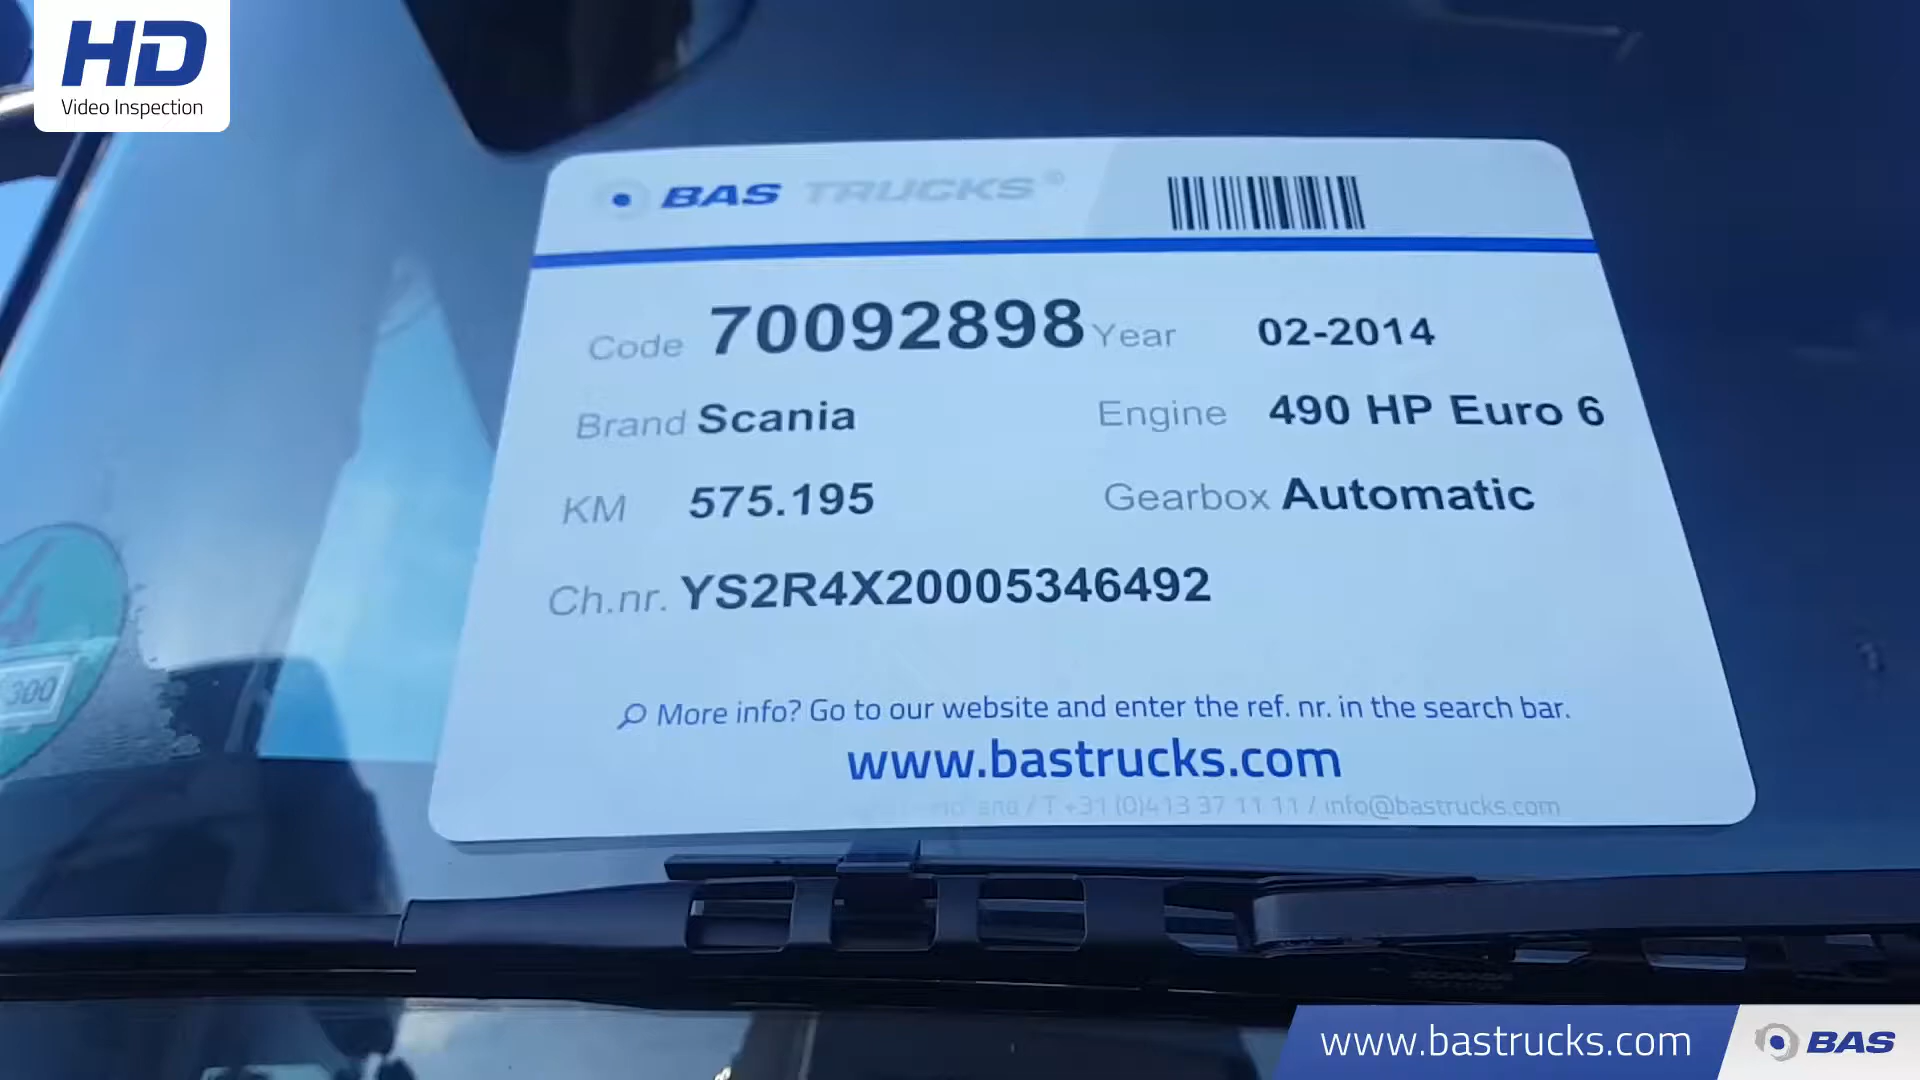 HD
Video Inspection
BAS TRUCKS®
Code 70092898 Year 02-2014
Brand Scania Engine 490 HP Euro 6
KM 575.195 Gearbox Automatic
Ch.nr. YS2R4X20005346492
More info? Go to our website and enter the ref. nr. in the search bar.
www.bastrucks.com
/ T +31 (0)413 37 11 11 / info@bastrucks.com
4
300
www.bastrucks.com BAS